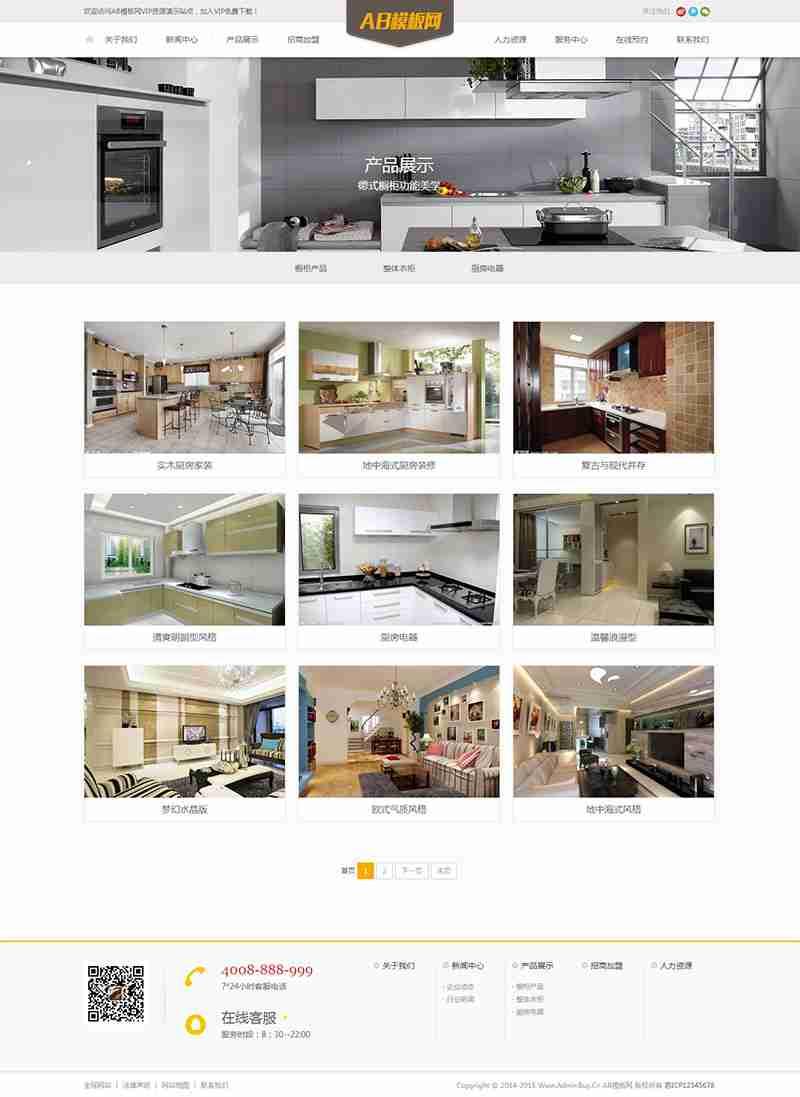 欢迎访问AB模板网VIP资源演示站点，加入VIP免费下载！
AB模板网
关注我们：
关于我们 新闻中心 产品展示 招商加盟 人力资源 服务中心 在线预约 联系我们
产品展示
德式橱柜功能美学
橱柜产品 整体衣柜 厨房电器
实木厨房家装 地中海式厨房装修 复古与现代并存
清爽明朗型风格 厨房电器 温馨浪漫型
梦幻水晶版 欧式气质风格 地中海式风格
首页 1 2 下一页 末页
4008-888-999
7*24小时客服电话
在线客服
服务时段：8：30--22:00
关于我们 新闻中心 产品展示 招商加盟 人力资源
企业动态 橱柜产品
行业新闻 整体衣柜
厨房电器
全球网站 | 法律声明 | 网站地图 | 联系我们
Copyright © 2014-2015 Www.AdminBuy.Cn AB模板网 版权所有 苏ICP12345678